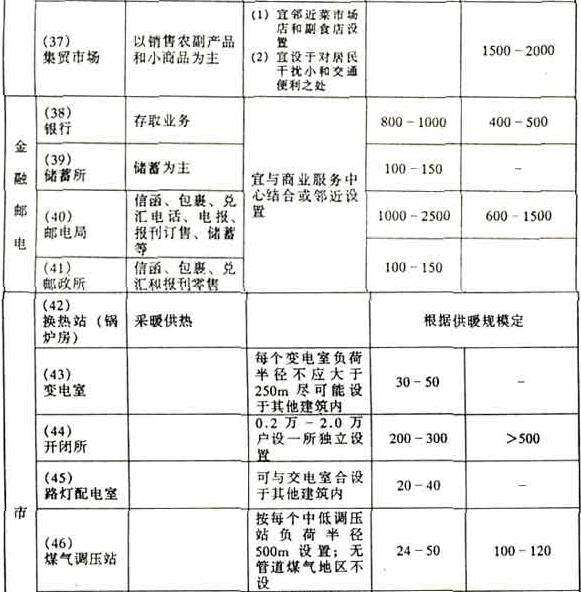 (37)
集贸市场
以销售农副产品
和小商品为主
(1) 宜邻近菜市场
店和副食店设
置
(2) 宜设于对居民
干扰小和交通
便利之处
1500-2000
金融邮电
(38)
银行
存取业务
宜与商业服务中
心结合或邻近设
置
800-1000
400-500
(39)
储蓄所
储蓄为主
100-150
-
(40)
邮电局
信函、包裹、兑
汇电话、电报、
报刊订售、储蓄
等
1000-2500
600-1500
(41)
邮政所
信函、包裹、兑
汇和报刊零售
100-150
市
(42)
换热站（锅
炉房）
采暖供热
根据供暖规模定
(43)
变电室
每个变电室负荷
半径不应大于
250m 尽可能设
于其他建筑内
30-50
-
(44)
开闭所
0.2万-2.0万
户设一所独立设
置
200-300
>500
(45)
路灯配电室
可与变电室合设
于其他建筑内
20-40
-
(46)
煤气调压站
按每个中低调压
站负荷半径
500m 设置；无
管道煤气地区不
设
24-50
100-120